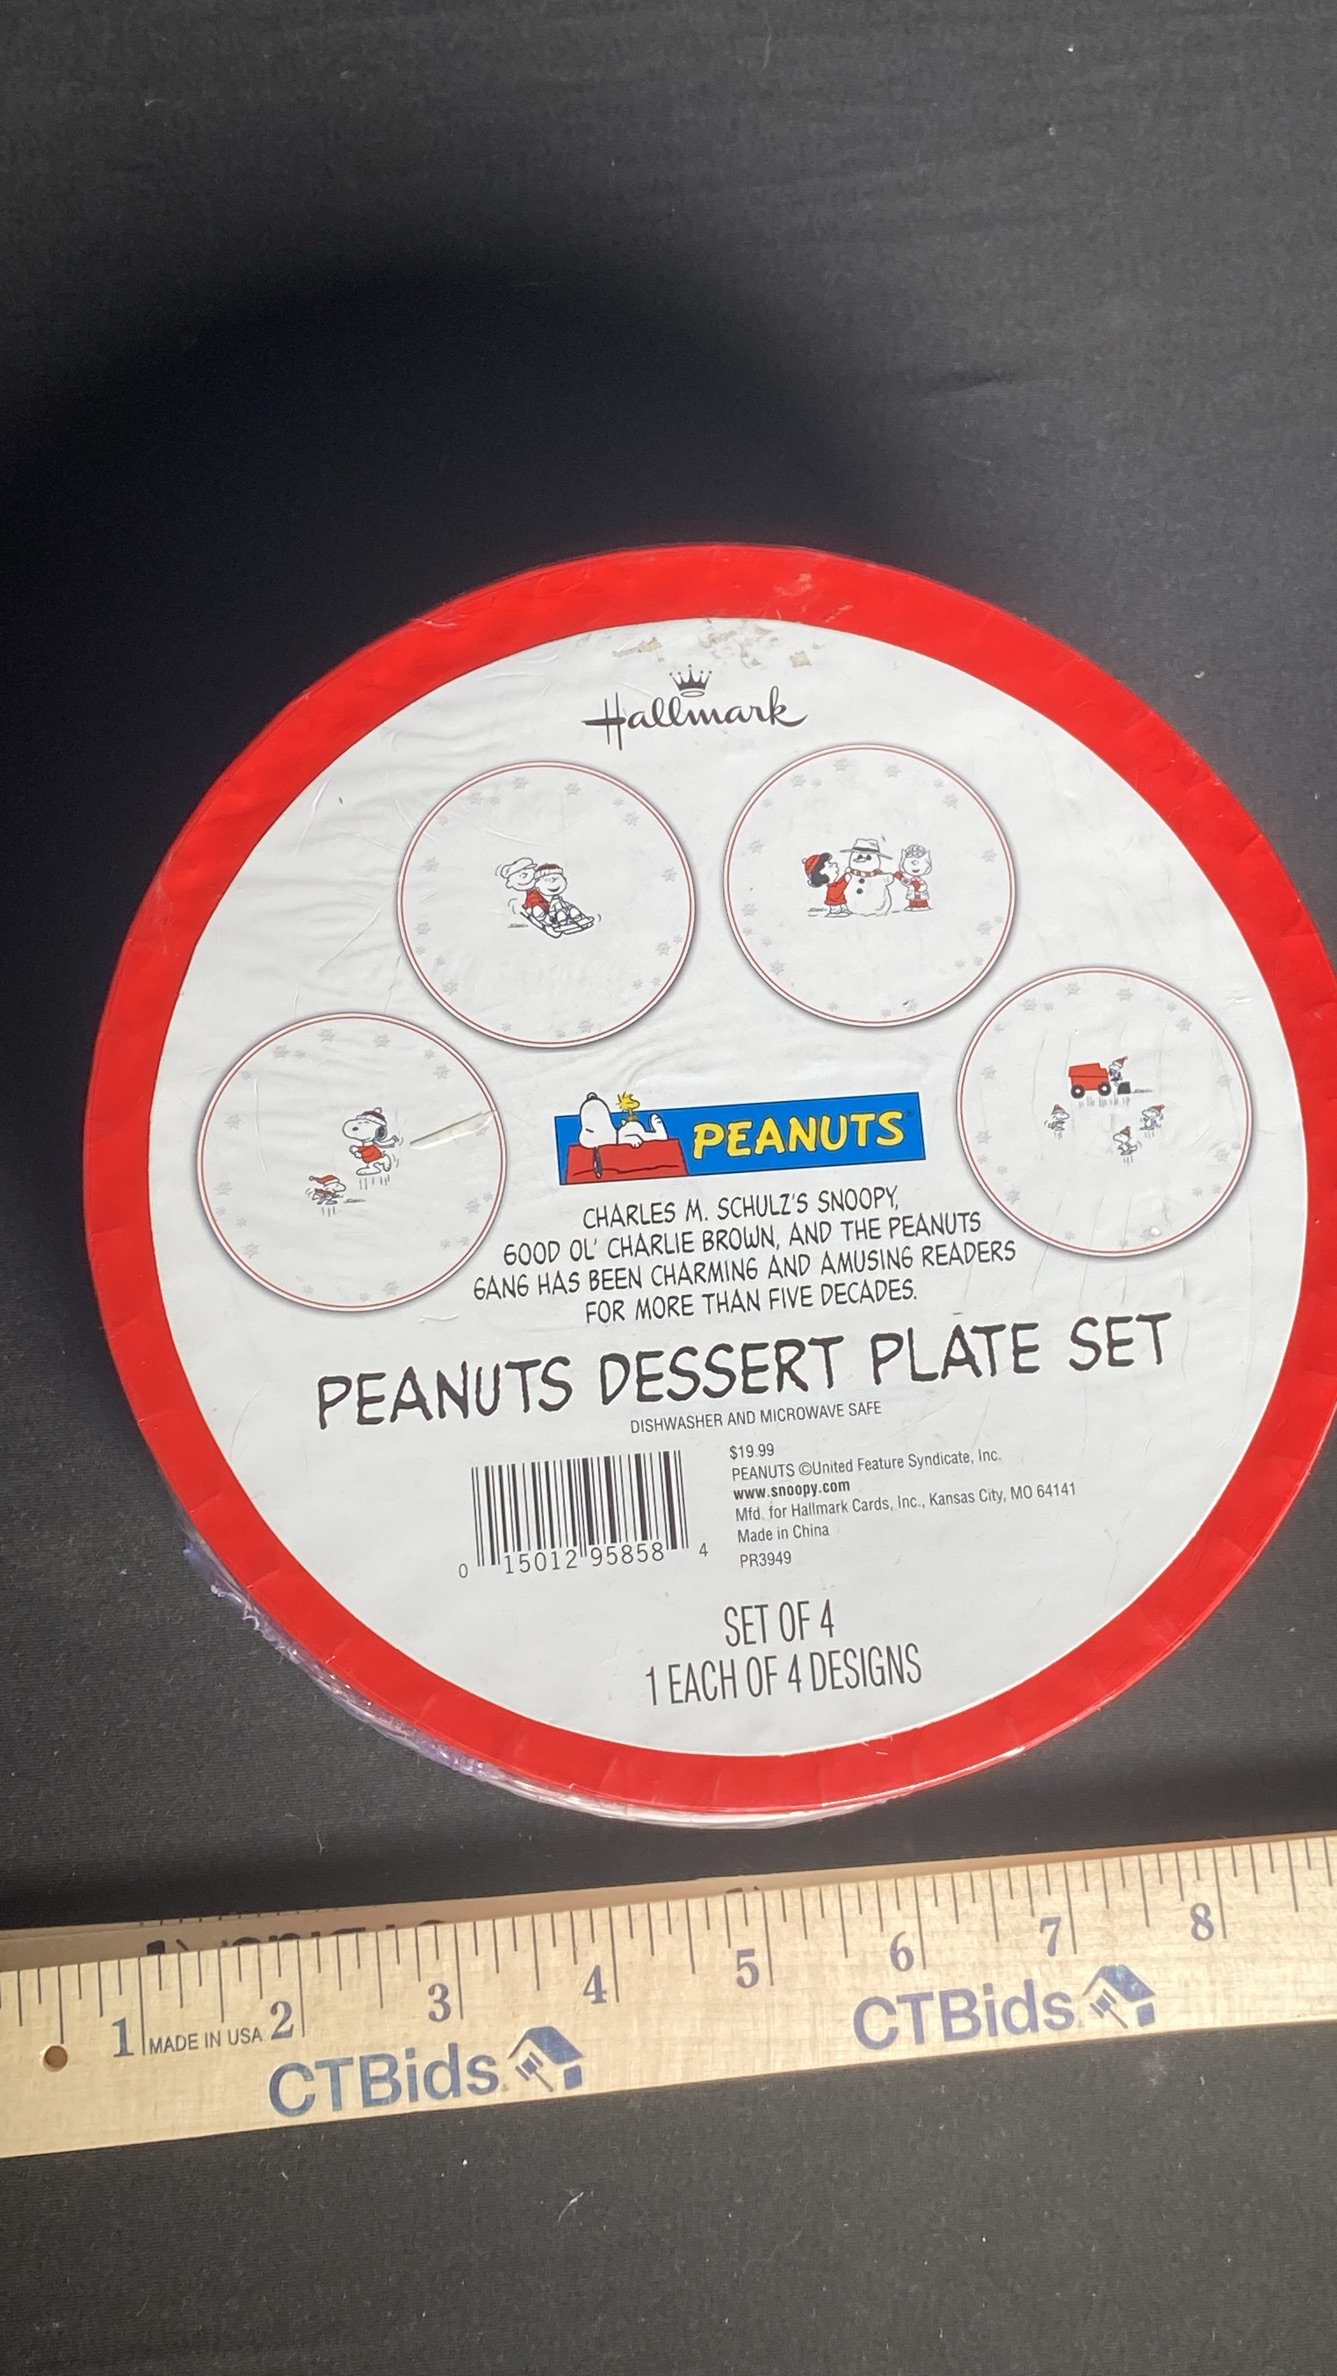 Hallmark
PEANUTS®
CHARLES M. SCHULZ'S SNOOPY,
GOOD OL' CHARLIE BROWN, AND THE PEANUTS
GANG HAS BEEN CHARMING AND AMUSING READERS
FOR MORE THAN FIVE DECADES.
PEANUTS DESSERT PLATE SET
DISHWASHER AND MICROWAVE SAFE
$19.99
PEANUTS ©United Feature Syndicate, Inc.
www.snoopy.com
Mfd. for Hallmark Cards, Inc., Kansas City, MO 64141
Made in China
PR3949
0 15012 95858 4
SET OF 4
1 EACH OF 4 DESIGNS
1 2 3 4 5 6 7 8
MADE IN USA
CTBids CTBids